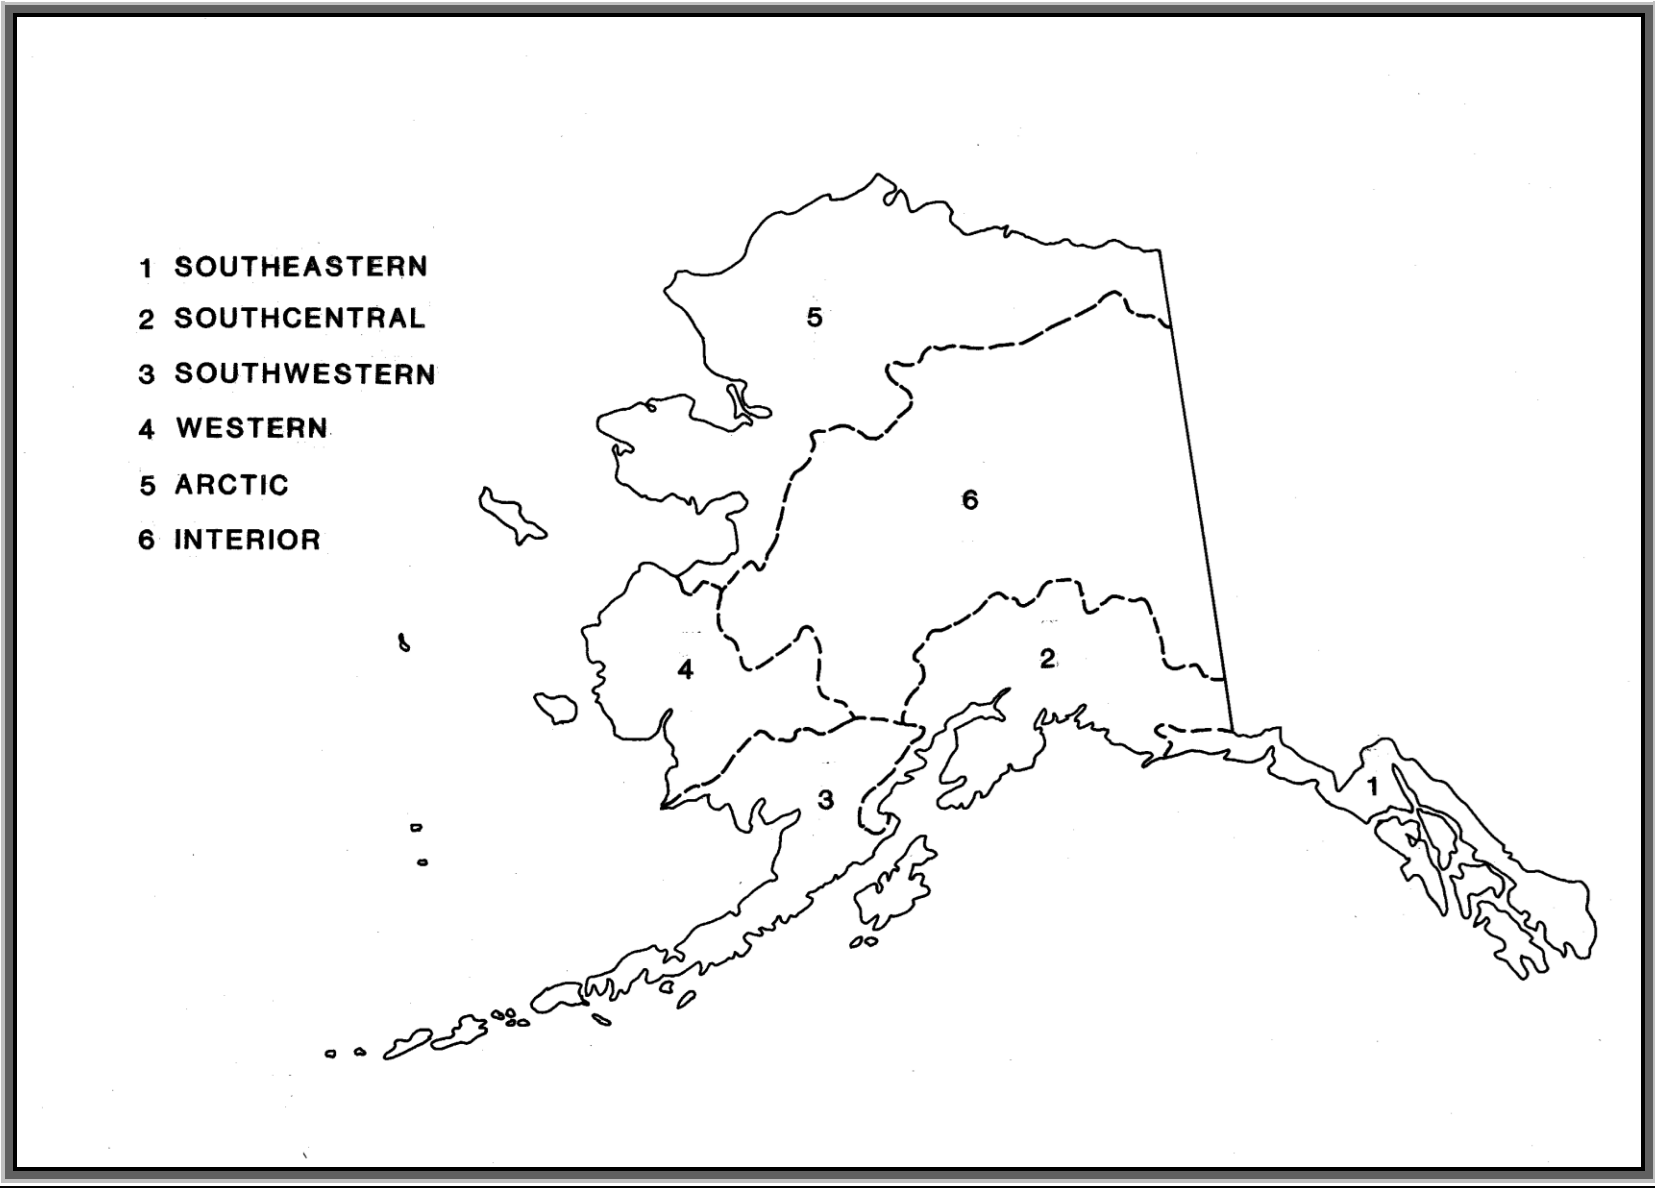 1 SOUTHEASTERN
2 SOUTHCENTRAL
3 SOUTHWESTERN
4 WESTERN
5 ARCTIC
6 INTERIOR
5
6
2
4
1
3